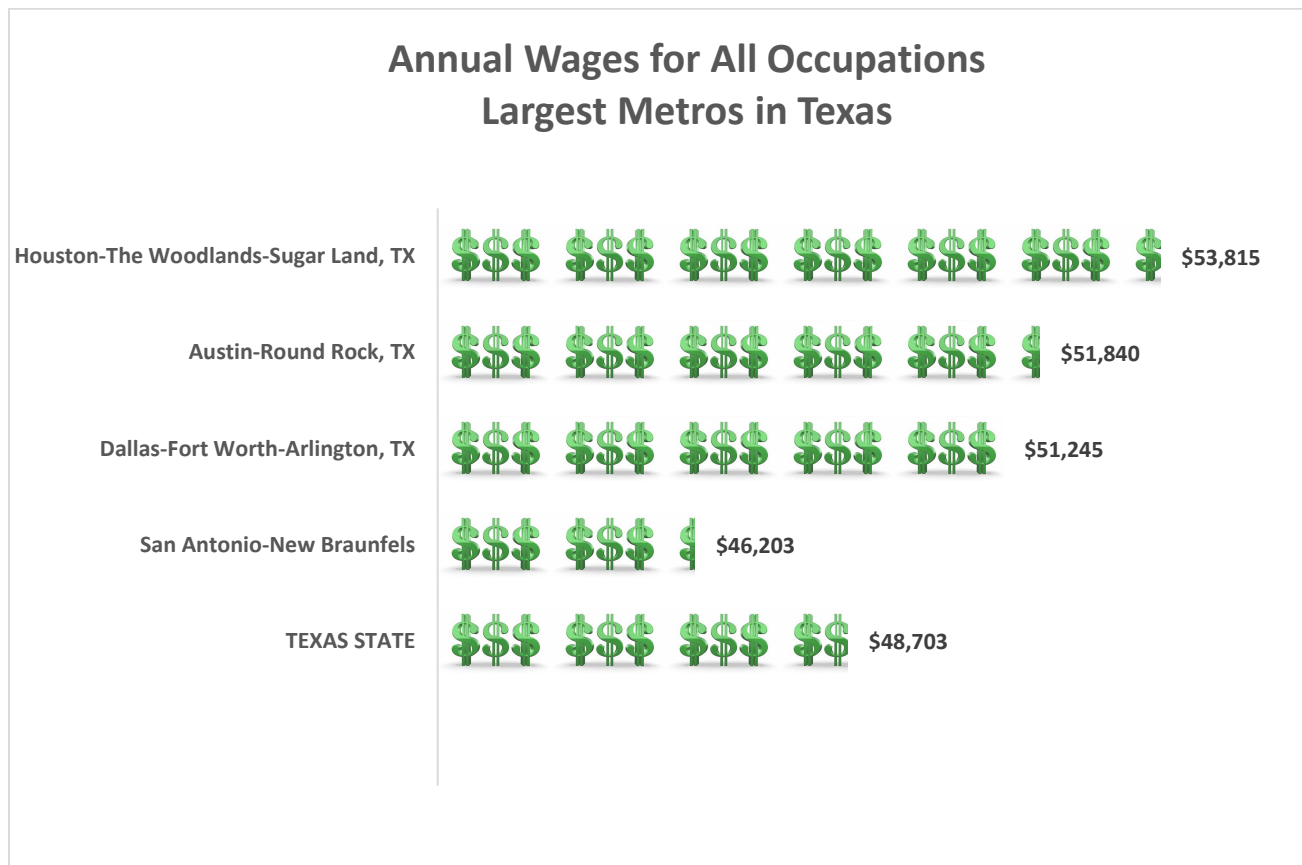 Annual Wages for All Occupations
Largest Metros in Texas
Houston-The Woodlands-Sugar Land, TX $53,815
Austin-Round Rock, TX $51,840
Dallas-Fort Worth-Arlington, TX $51,245
San Antonio-New Braunfels $46,203
TEXAS STATE $48,703